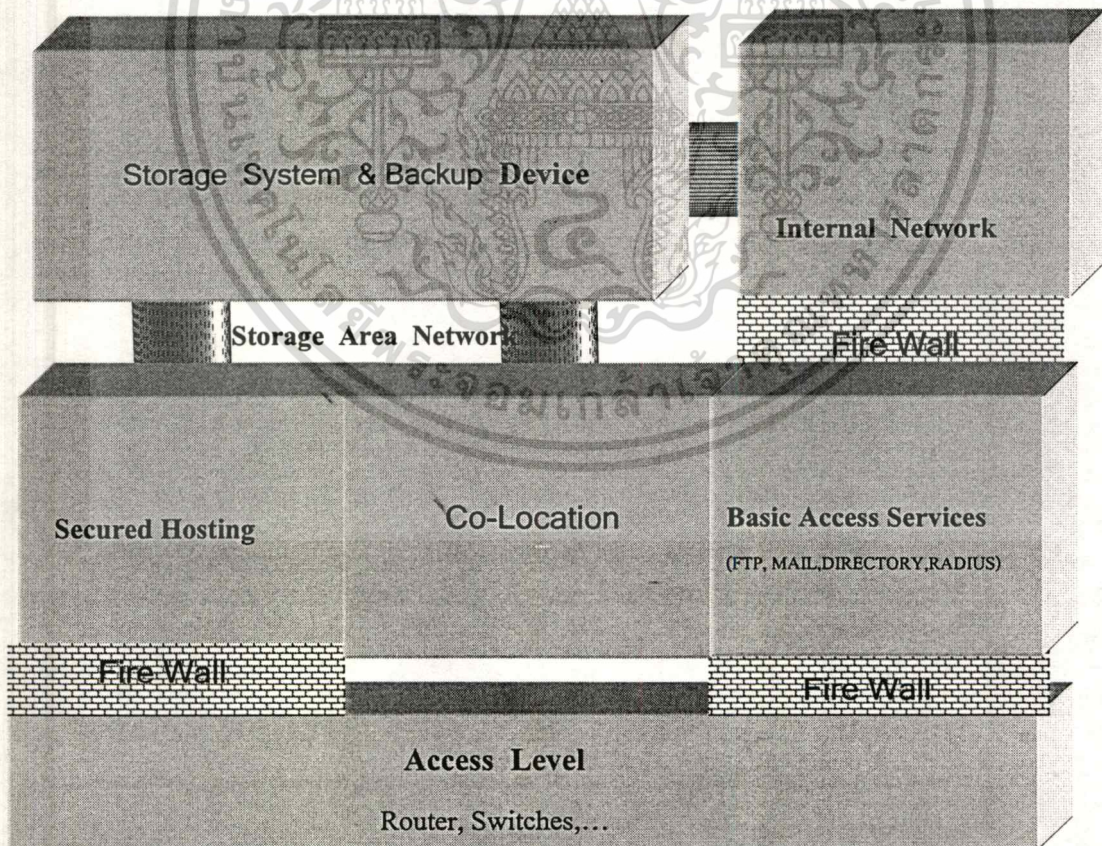 Storage System & Backup Device
Internal Network
Storage Area Network
Fire Wall
Secured Hosting
Co-Location
Basic Access Services
(FTP, MAIL,DIRECTORY,RADIUS)
Fire Wall
Fire Wall
Access Level
Router, Switches,...